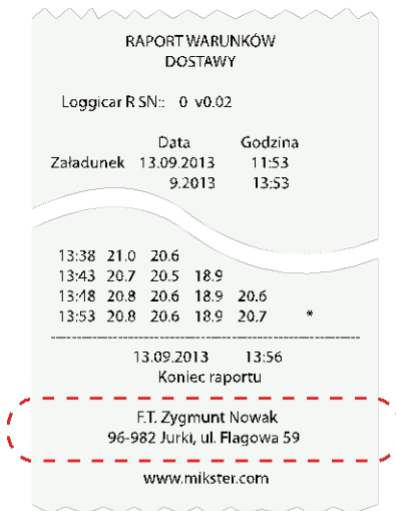 RAPORT WARUNKÓW
DOSTAWY
Loggicar R SN:: 0 v0.02
Data Godzina
Załadunek 13.09.2013 11:53
9.2013 13:53
13:38 21.0 20.6
13:43 20.7 20.5 18.9
13:48 20.8 20.6 18.9 20.6
13:53 20.8 20.6 18.9 20.7 *
13.09.2013 13:56
Koniec raportu
F.T. Zygmunt Nowak
96-982 Jurki, ul. Flagowa 59
www.mikster.com